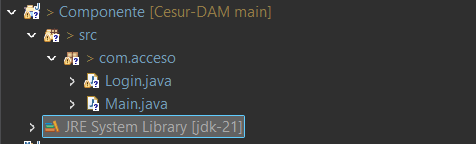 > Componente [Cesur-DAM main]
> src
> com.acceso
Login.java
Main.java
JRE System Library [jdk-21]